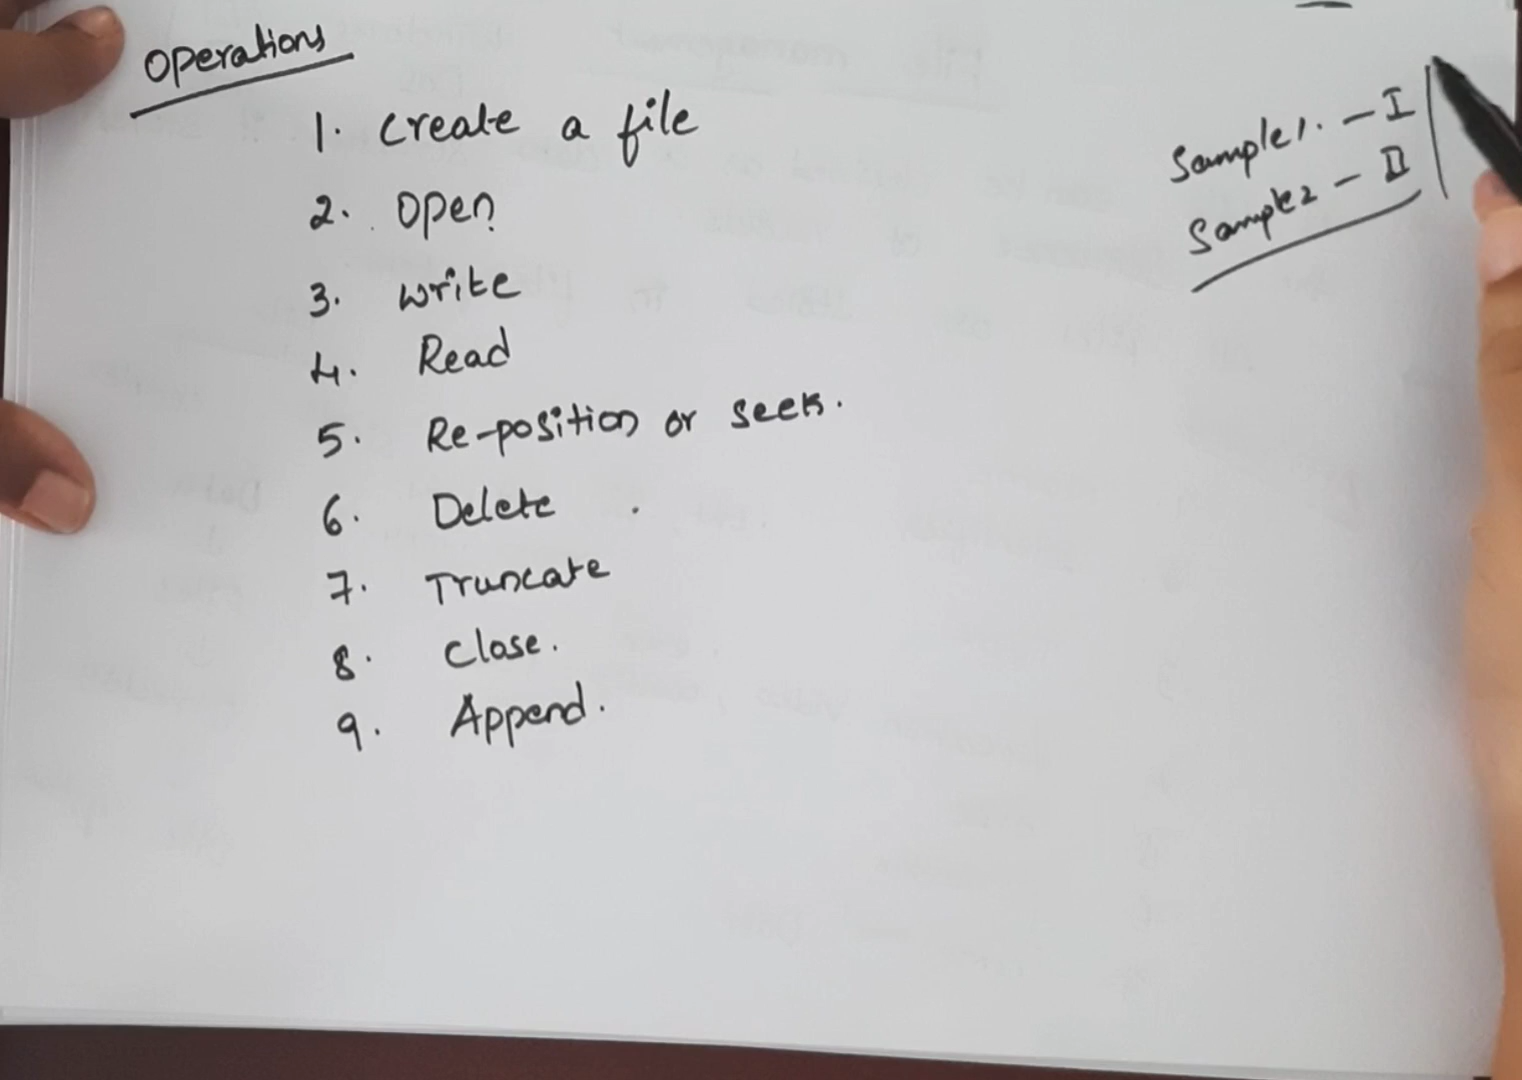 Operations
1. Create a file
2. Open
3. Write
4. Read
5. Re-position or seek.
6. Delete
7. Truncate
8. Close.
9. Append.
Sample1. - I
Sample2 - II